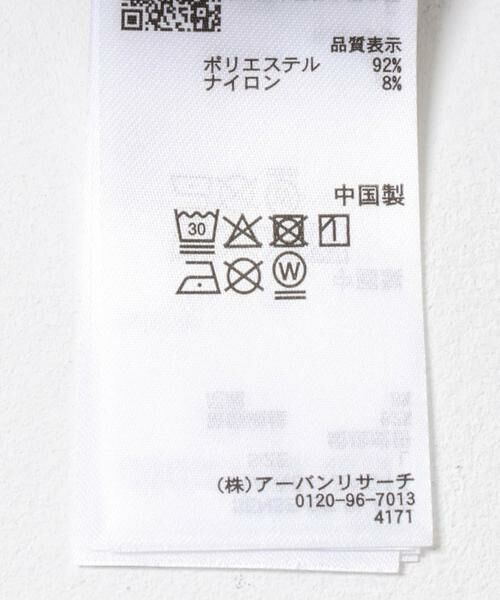 品質表示
ポリエステル 92%
ナイロン 8%
中国製
30
W
(株)アーバンリサーチ
0120-96-7013
4171